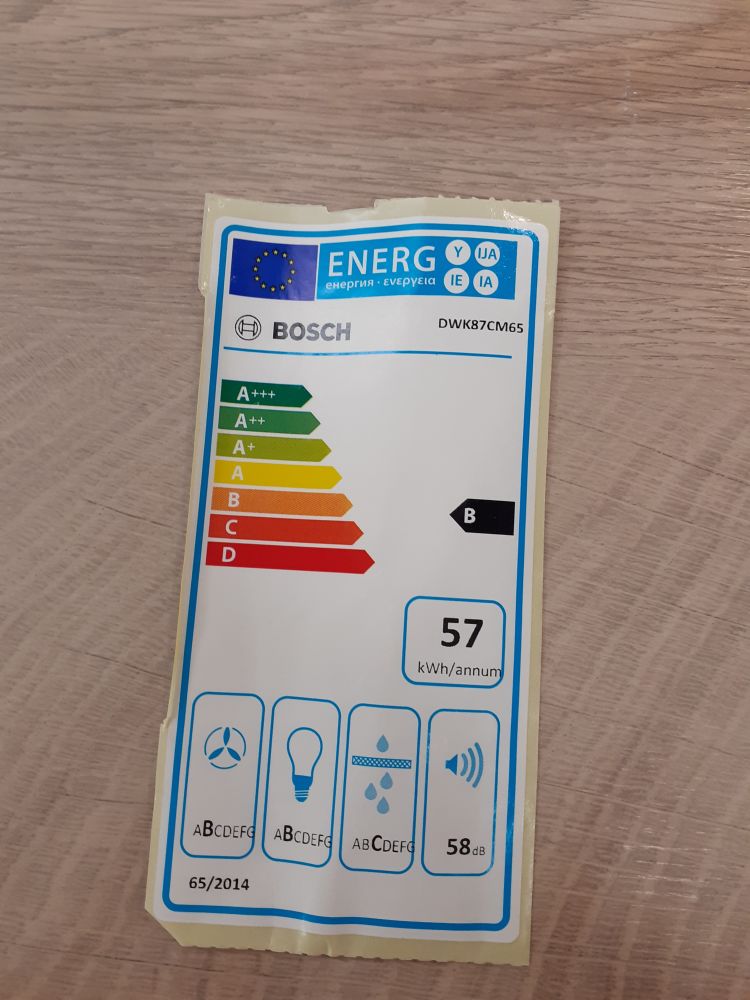 ENERG Y IJA
енергия · ενεργεια IE IA
BOSCH DWK87CM65
A+++
A++
A+
A
B
B
C
D
57
kWh/annum
ABCDEFG ABCDEFG ABCDEFG 58dB
65/2014